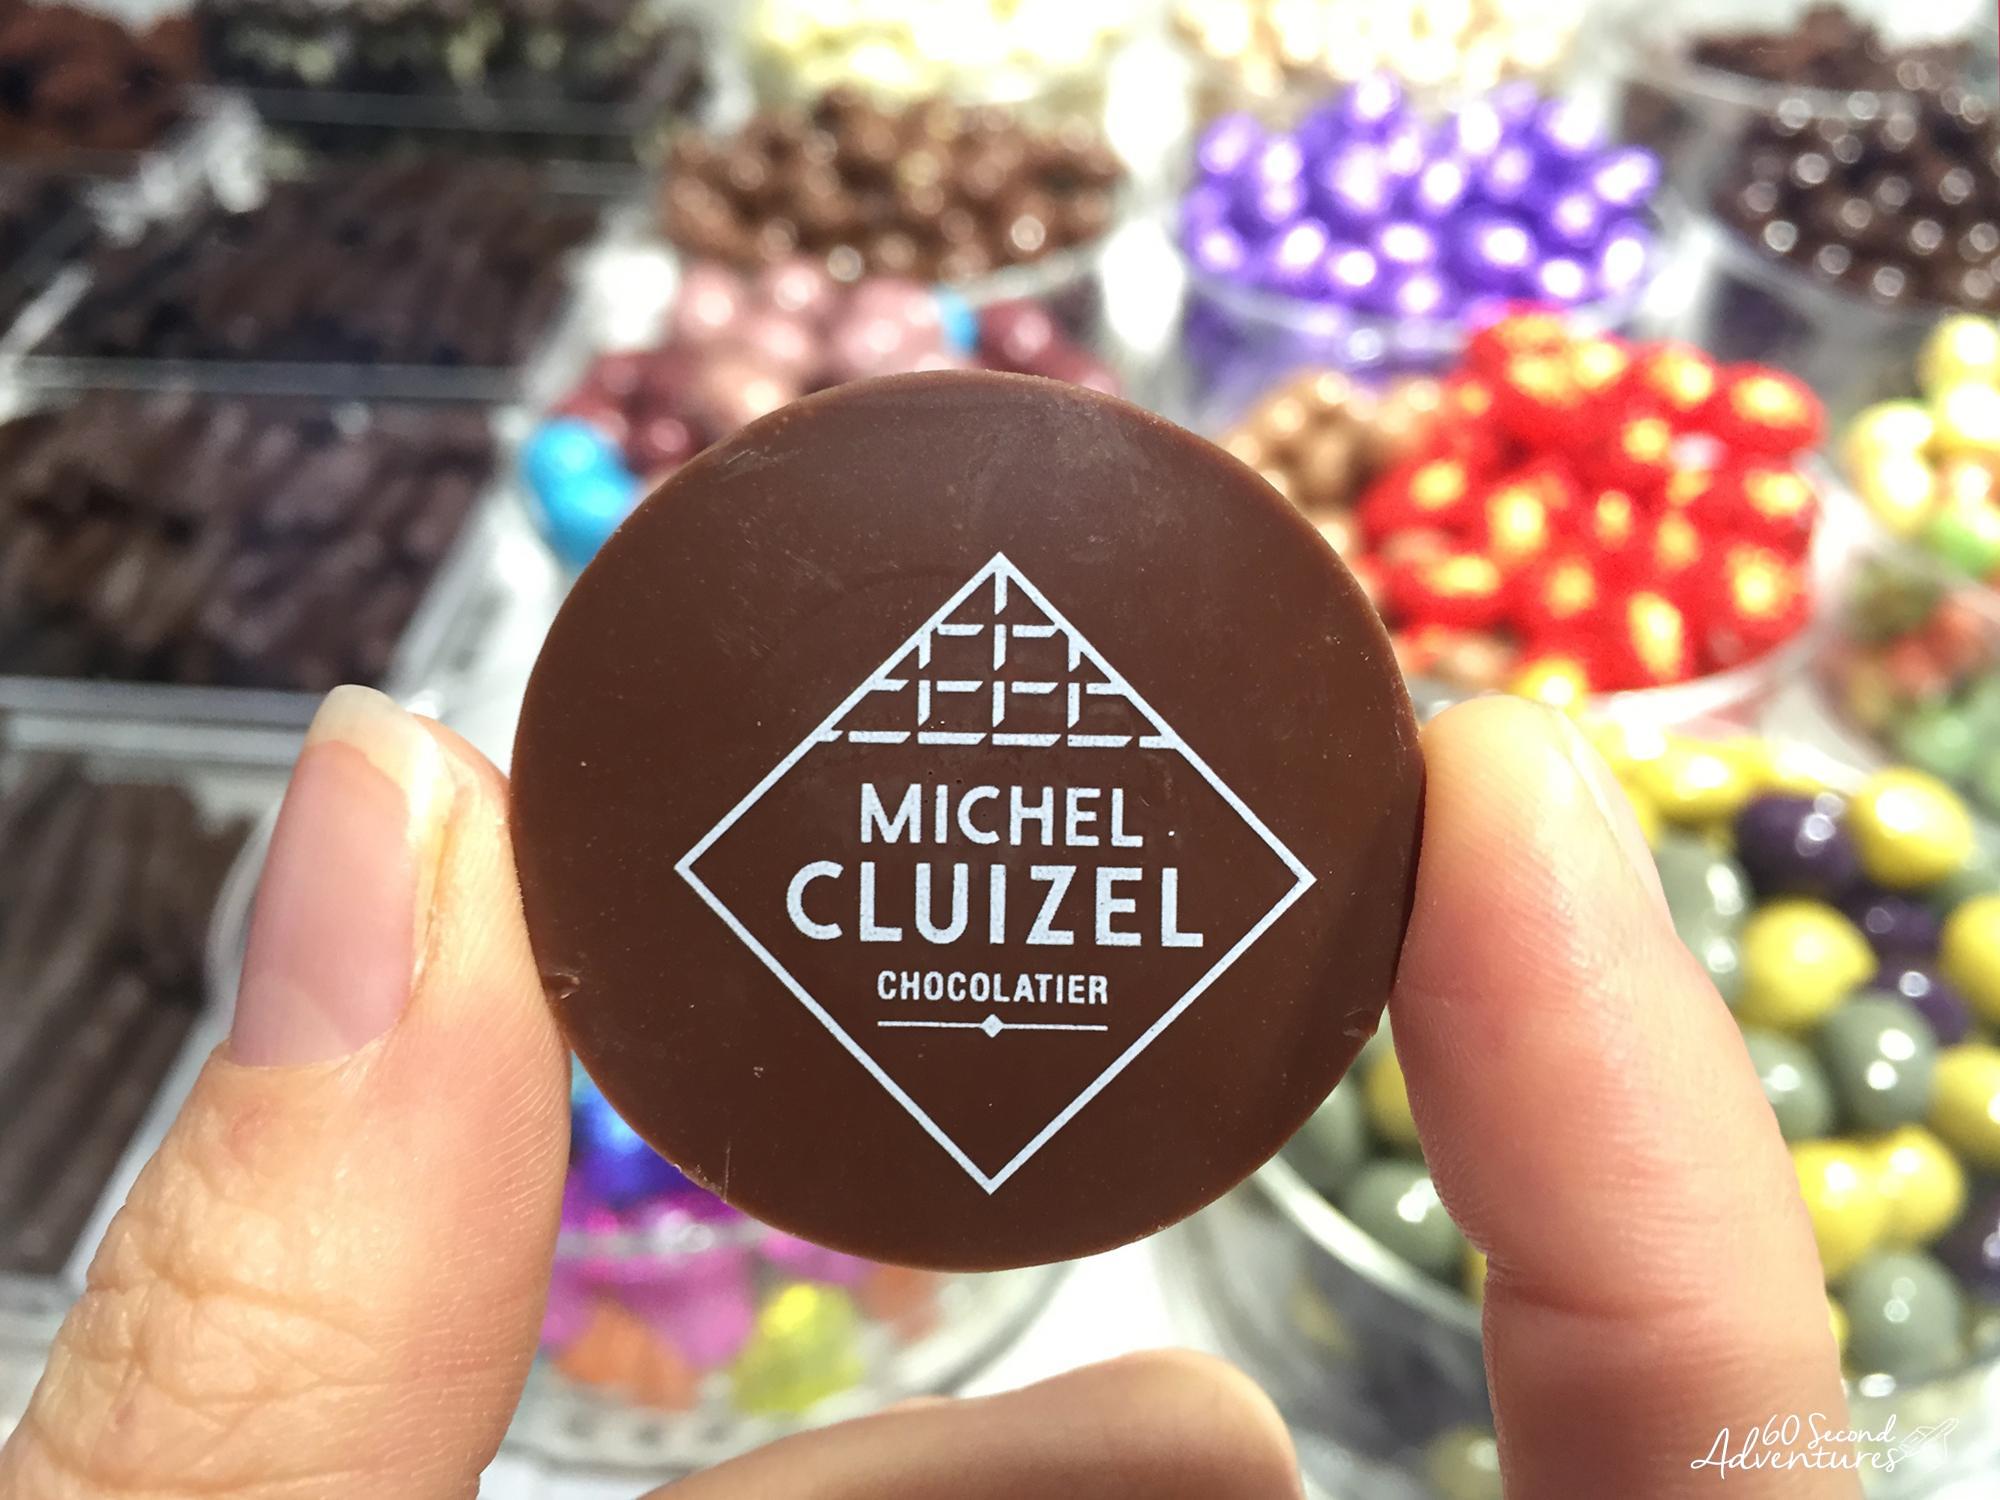 MICHEL
CLUIZEL
CHOCOLATIER
60 Second
Adventures